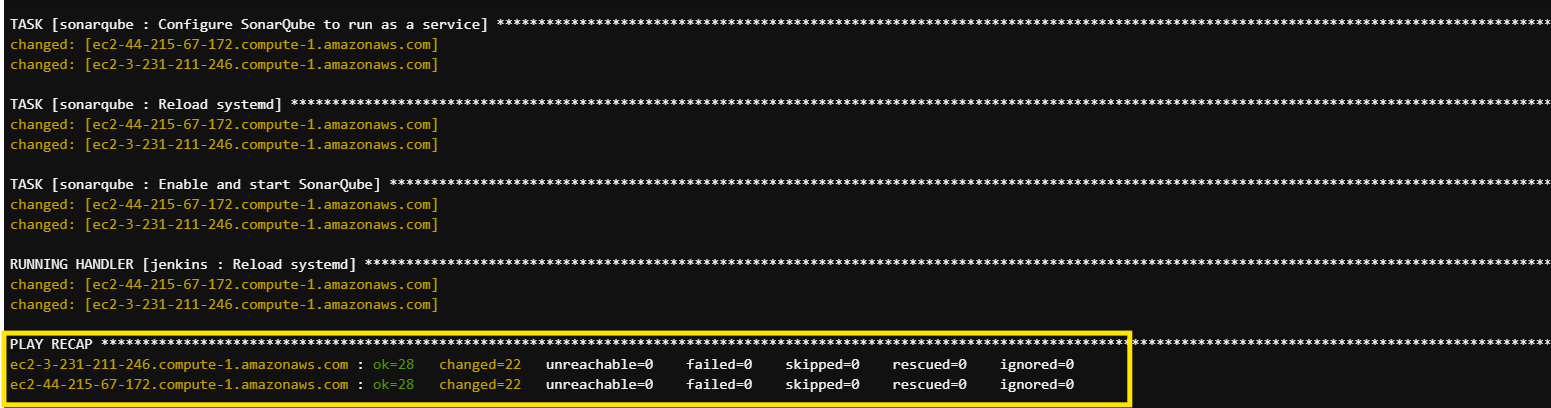 TASK [sonarqube : Configure SonarQube to run as a service] ********************************************************************************************************************************
changed: [ec2-44-215-67-172.compute-1.amazonaws.com]
changed: [ec2-3-231-211-246.compute-1.amazonaws.com]
TASK [sonarqube : Reload systemd] *********************************************************************************************************************************************************
changed: [ec2-44-215-67-172.compute-1.amazonaws.com]
changed: [ec2-3-231-211-246.compute-1.amazonaws.com]
TASK [sonarqube : Enable and start SonarQube] *********************************************************************************************************************************************
changed: [ec2-44-215-67-172.compute-1.amazonaws.com]
changed: [ec2-3-231-211-246.compute-1.amazonaws.com]
RUNNING HANDLER [jenkins : Reload systemd] ************************************************************************************************************************************************
changed: [ec2-44-215-67-172.compute-1.amazonaws.com]
changed: [ec2-3-231-211-246.compute-1.amazonaws.com]
PLAY RECAP ********************************************************************************************************************************************************************************
ec2-3-231-211-246.compute-1.amazonaws.com : ok=28   changed=22   unreachable=0    failed=0    skipped=0    rescued=0    ignored=0
ec2-44-215-67-172.compute-1.amazonaws.com : ok=28   changed=22   unreachable=0    failed=0    skipped=0    rescued=0    ignored=0